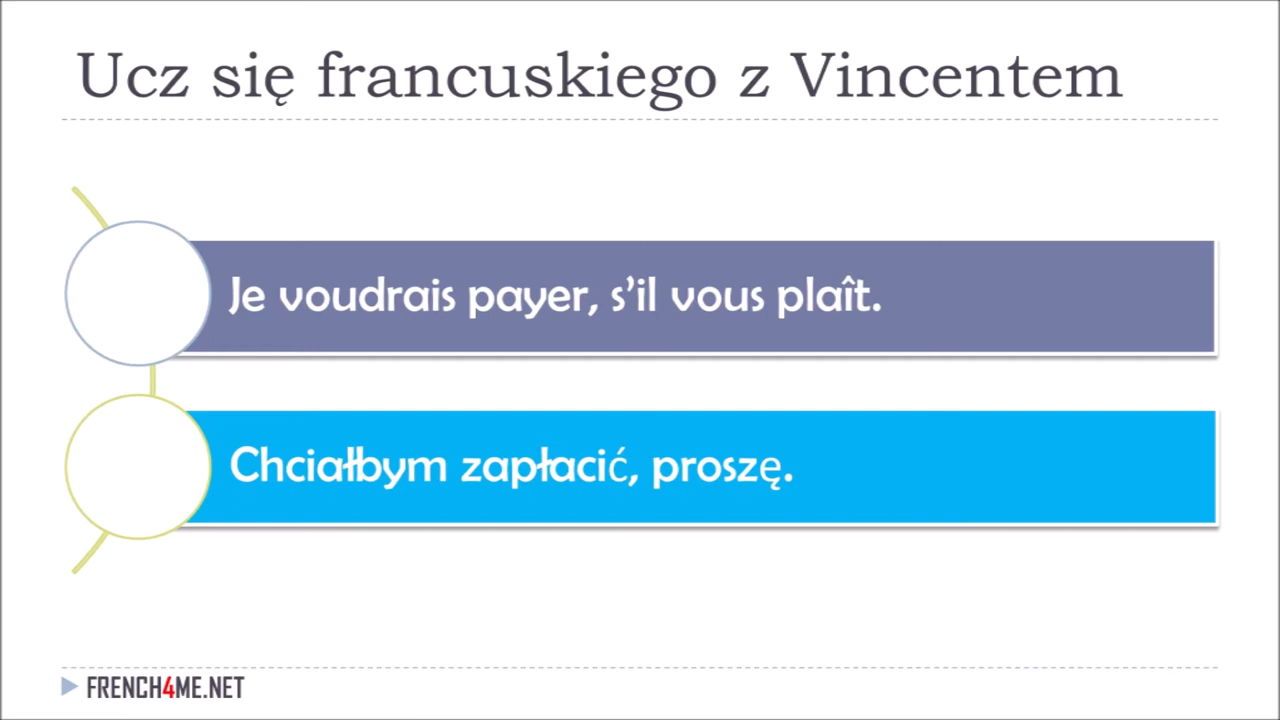 Ucz się francuskiego z Vincentem
Je voudrais payer, s’il vous plaît.
Chciałbym zapłacić, proszę.
FRENCH4ME.NET